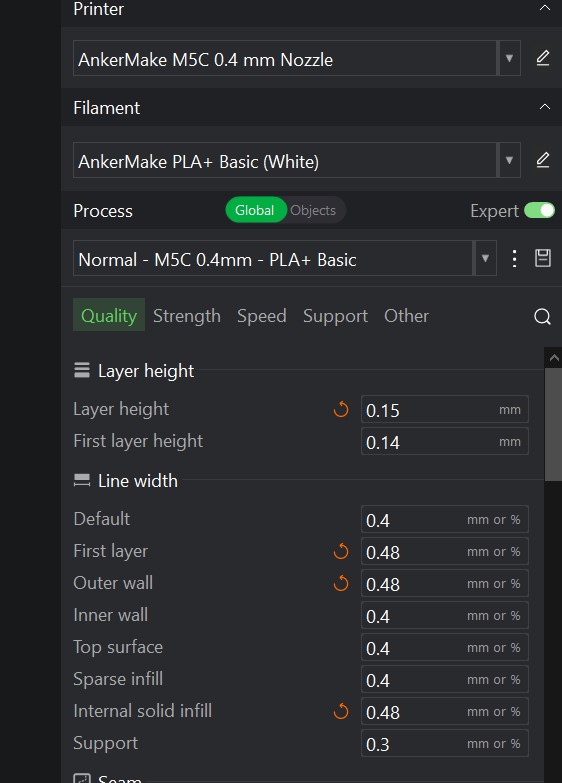 Printer
AnkerMake M5C 0.4 mm Nozzle
Filament
AnkerMake PLA+ Basic (White)
Process Global Objects Expert
Normal - M5C 0.4mm - PLA+ Basic
Quality Strength Speed Support Other
Layer height
Layer height 0.15 mm
First layer height 0.14 mm
Line width
Default 0.4 mm or %
First layer 0.48 mm or %
Outer wall 0.48 mm or %
Inner wall 0.4 mm or %
Top surface 0.4 mm or %
Sparse infill 0.4 mm or %
Internal solid infill 0.48 mm or %
Support 0.3 mm or %
Seam